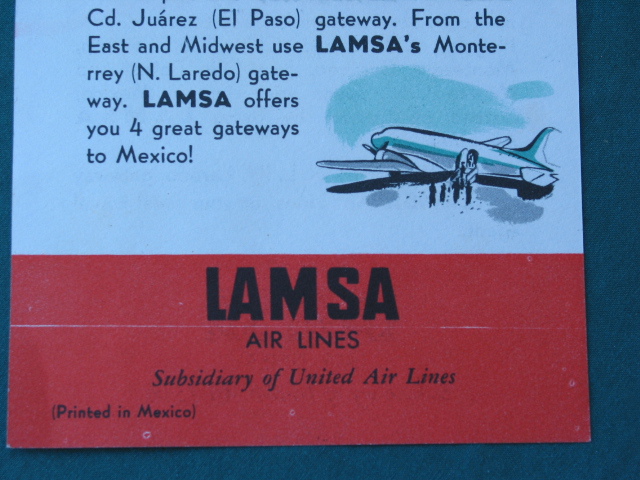 Cd. Juárez (El Paso) gateway. From the
East and Midwest use LAMSA's Monte-
rrey (N. Laredo) gate-
way. LAMSA offers
you 4 great gateways
to Mexico!
LAMSA
AIR LINES
Subsidiary of United Air Lines
(Printed in Mexico)